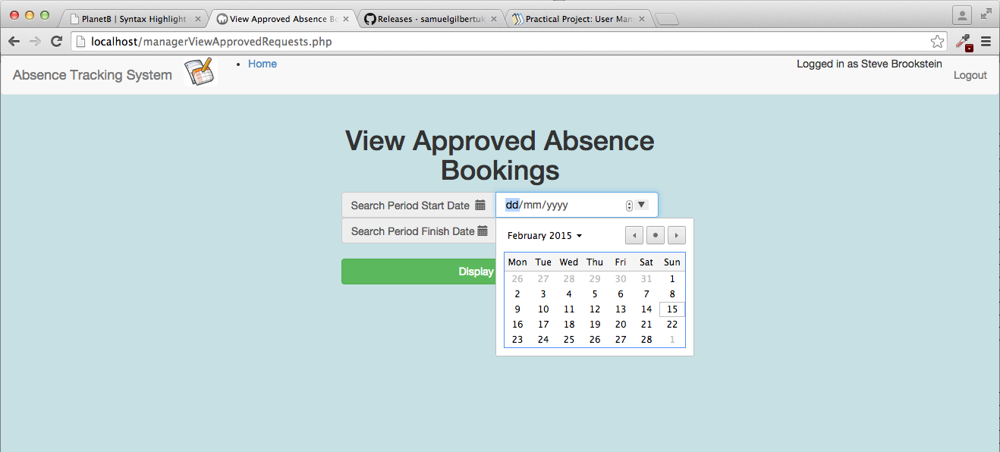 PlanetB | Syntax Highlight
View Approved Absence Bo
Releases · samuelgilbertuk
Practical Project: User Man
localhost/managerViewApprovedRequests.php
Absence Tracking System
Home
Logged in as Steve Brookstein
Logout
View Approved Absence
Bookings
Search Period Start Date
dd/mm/yyyy
Search Period Finish Date
February 2015
Display
Mon Tue Wed Thu Fri Sat Sun
26 27 28 29 30 31 1
2 3 4 5 6 7 8
9 10 11 12 13 14 15
16 17 18 19 20 21 22
23 24 25 26 27 28 1